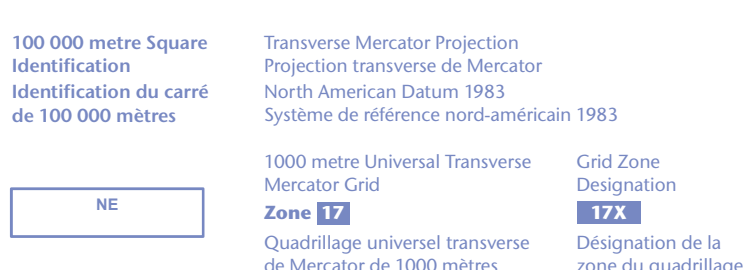 100 000 metre Square
Identification
Identification du carré
de 100 000 mètres
NE
Transverse Mercator Projection
Projection transverse de Mercator
North American Datum 1983
Système de référence nord-américain 1983
1000 metre Universal Transverse
Mercator Grid
Zone 17
Quadrillage universel transverse
de Mercator de 1000 mètres
Grid Zone
Designation
17X
Désignation de la
zone du quadrillage